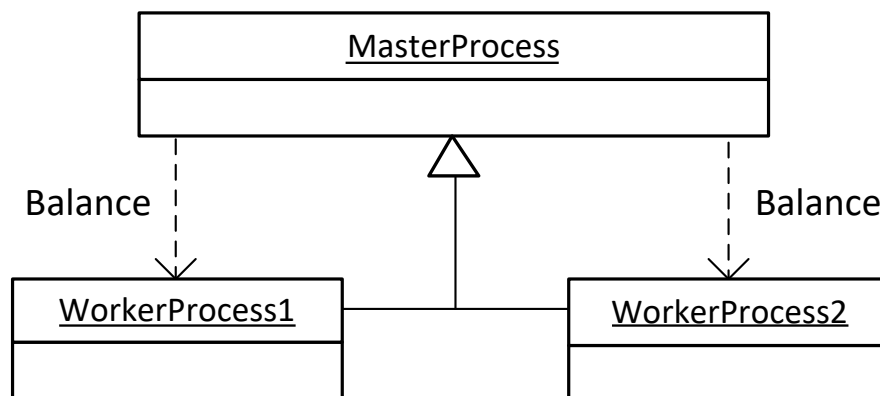 MasterProcess
Balance
Balance
WorkerProcess1
WorkerProcess2